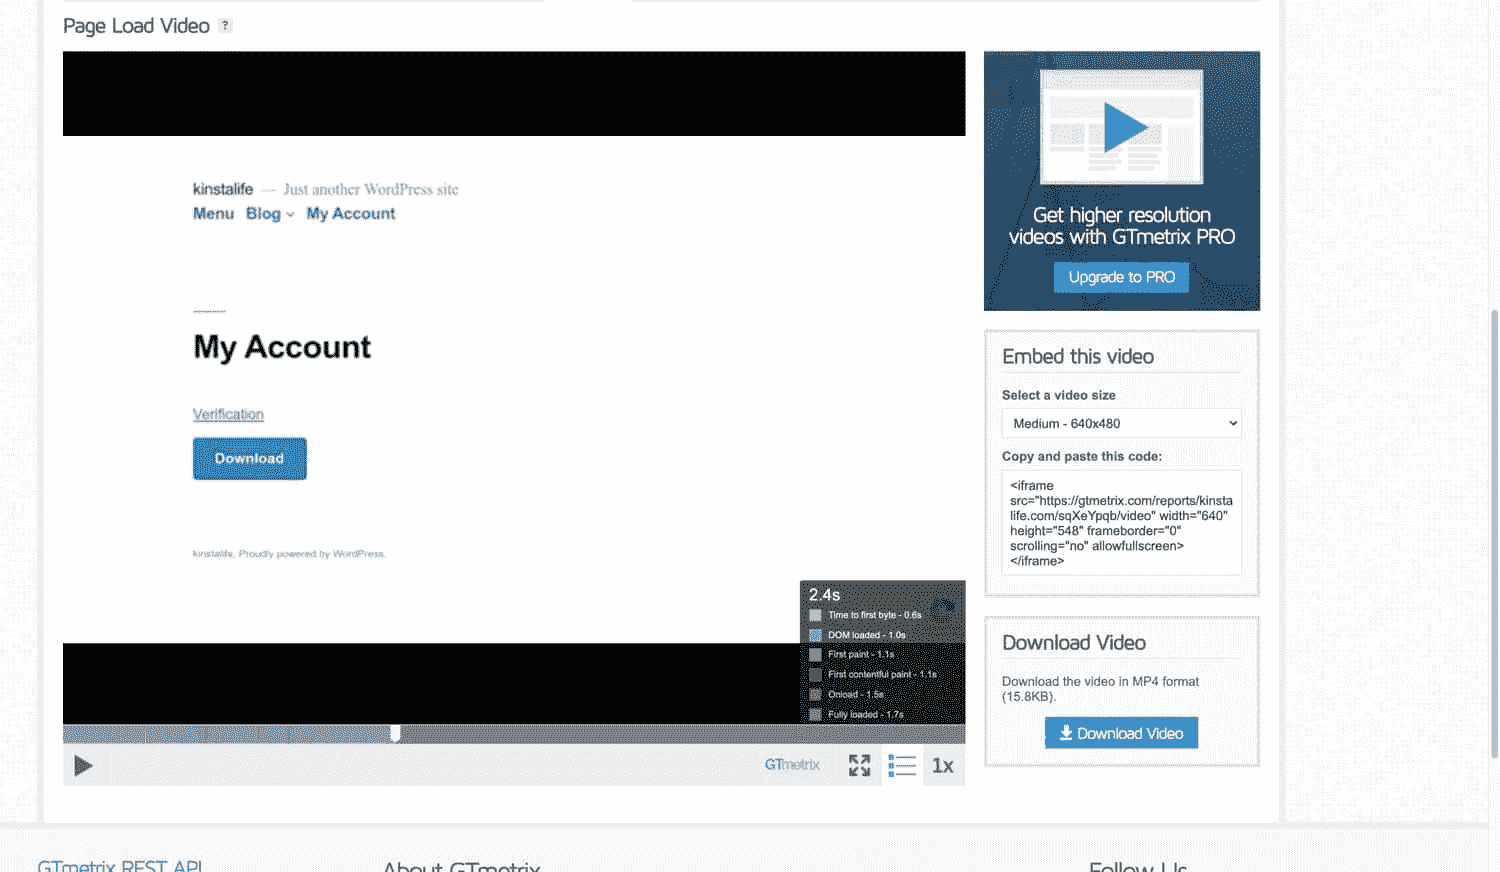 Page Load Video ?
kinstalife — Just another WordPress site
Menu Blog My Account
My Account
Verification
Download
kinstalife, Proudly powered by WordPress.
2.4s
Time to first byte - 0.6s
DOM loaded - 1.0s
First paint - 1.1s
First contentful paint - 1.1s
Onload - 1.5s
Fully loaded - 1.7s
GTmetrix
1x
Get higher resolution
videos with GTmetrix PRO
Upgrade to PRO
Embed this video
Select a video size
Medium - 640x480
Copy and paste this code:
<iframe
src="https://gtmetrix.com/reports/kinsta
life.com/sqXeYpqb/video" width="640"
height="548" frameborder="0"
scrolling="no" allowfullscreen>
</iframe>
Download Video
Download the video in MP4 format
(15.8KB).
Download Video
GTmetrix REST API
About GTmetrix
Follow Us